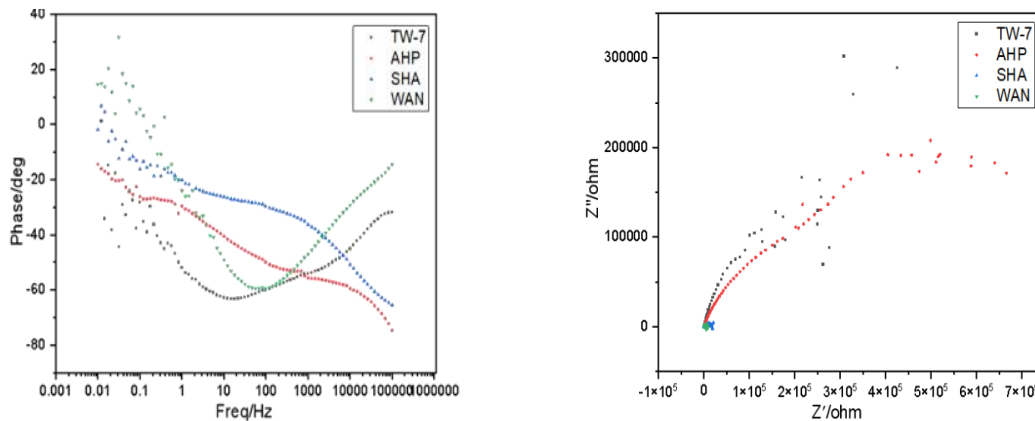 40
20
0
-20
-40
-60
-80
Phase/deg
TW-7
AHP
SHA
WAN
0.001 0.01 0.1 1 10 100 1000 10000 100000 1000000
Freq/Hz
300000
200000
100000
0
Z''/ohm
TW-7
AHP
SHA
WAN
-1×10⁵ 0 1×10⁵ 2×10⁵ 3×10⁵ 4×10⁵ 5×10⁵ 6×10⁵
Z'/ohm